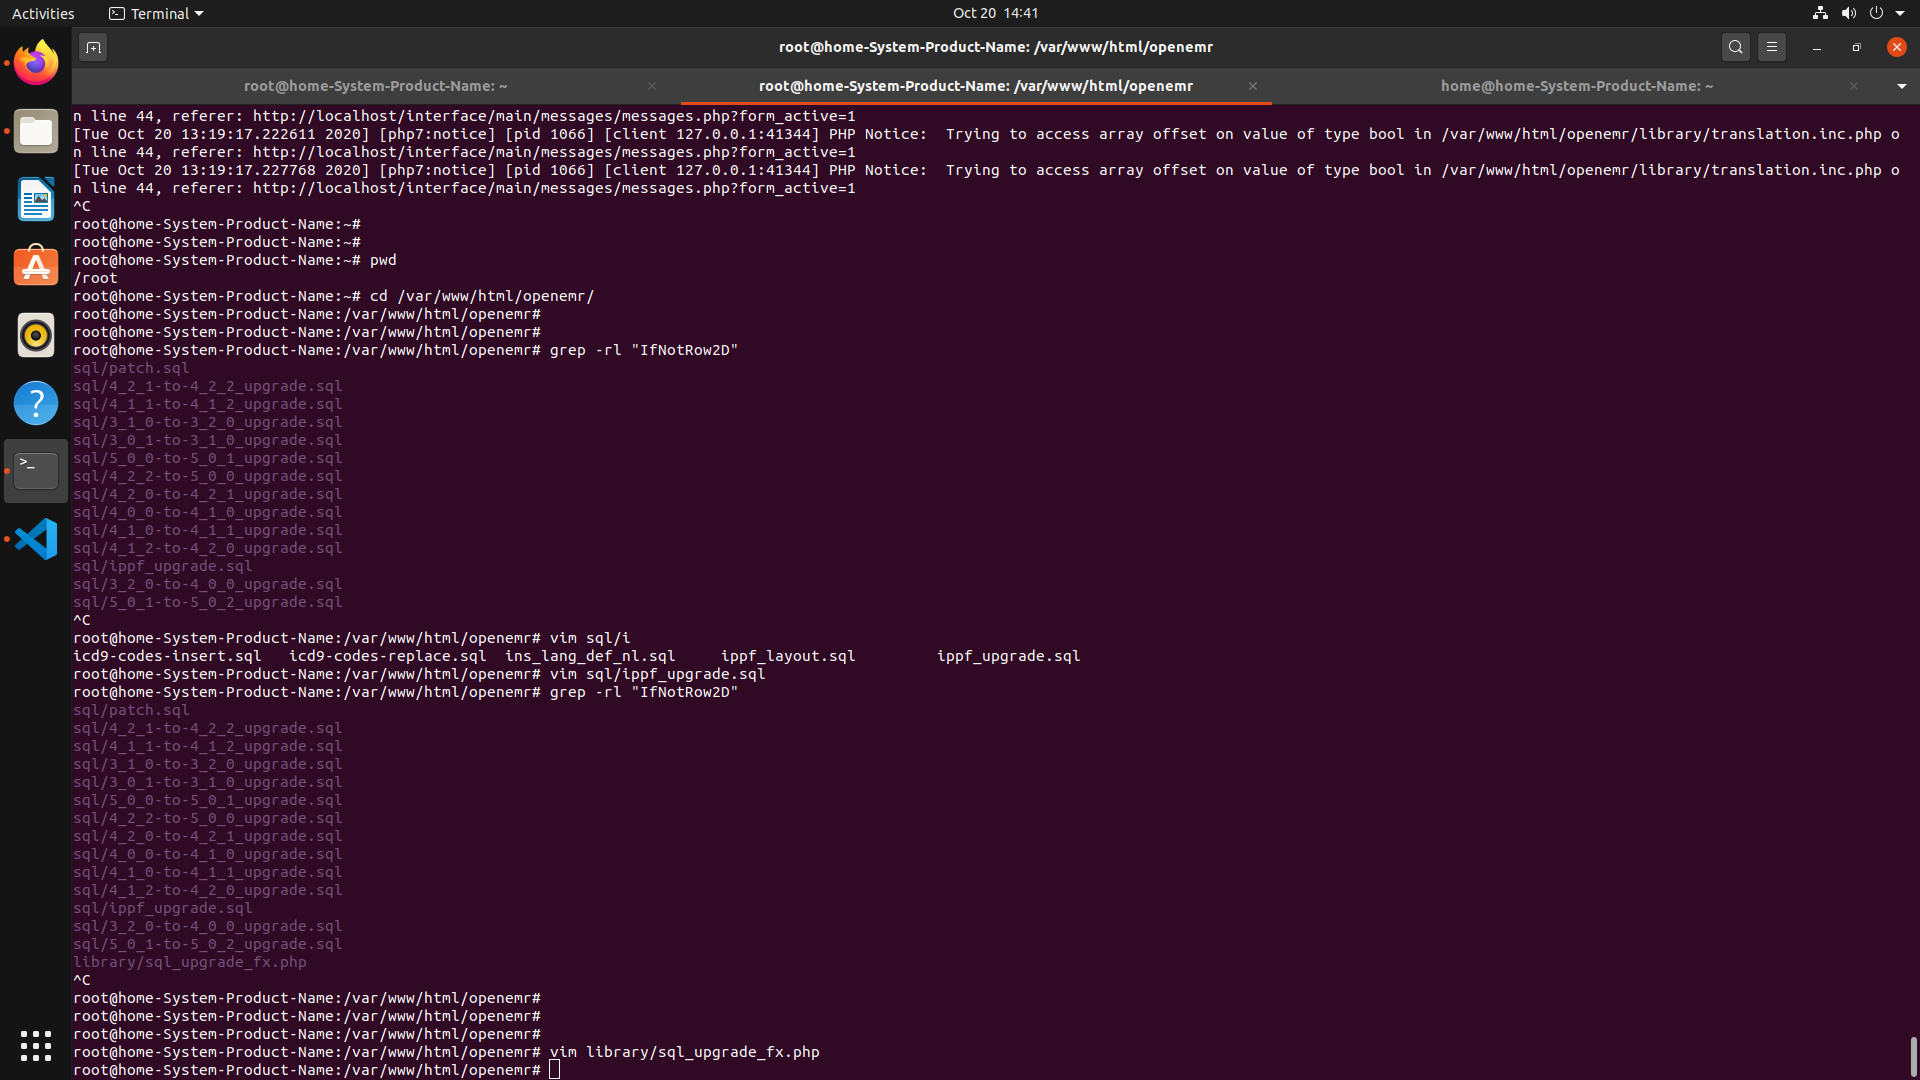 Activities
Terminal
Oct 20 14:41
root@home-System-Product-Name: /var/www/html/openemr
root@home-System-Product-Name: ~
root@home-System-Product-Name: /var/www/html/openemr
home@home-System-Product-Name: ~
n line 44, referer: http://localhost/interface/main/messages/messages.php?form_active=1
[Tue Oct 20 13:19:17.222611 2020] [php7:notice] [pid 1066] [client 127.0.0.1:41344] PHP Notice:  Trying to access array offset on value of type bool in /var/www/html/openemr/library/translation.inc.php o
n line 44, referer: http://localhost/interface/main/messages/messages.php?form_active=1
[Tue Oct 20 13:19:17.227768 2020] [php7:notice] [pid 1066] [client 127.0.0.1:41344] PHP Notice:  Trying to access array offset on value of type bool in /var/www/html/openemr/library/translation.inc.php o
n line 44, referer: http://localhost/interface/main/messages/messages.php?form_active=1
^C
root@home-System-Product-Name:~#
root@home-System-Product-Name:~#
root@home-System-Product-Name:~# pwd
/root
root@home-System-Product-Name:~# cd /var/www/html/openemr/
root@home-System-Product-Name:/var/www/html/openemr#
root@home-System-Product-Name:/var/www/html/openemr#
root@home-System-Product-Name:/var/www/html/openemr# grep -rl "IfNotRow2D"
sql/patch.sql
sql/4_2_1-to-4_2_2_upgrade.sql
sql/4_1_1-to-4_1_2_upgrade.sql
sql/3_1_0-to-3_2_0_upgrade.sql
sql/3_0_1-to-3_1_0_upgrade.sql
sql/5_0_0-to-5_0_1_upgrade.sql
sql/4_2_2-to-5_0_0_upgrade.sql
sql/4_2_0-to-4_2_1_upgrade.sql
sql/4_0_0-to-4_1_0_upgrade.sql
sql/4_1_0-to-4_1_1_upgrade.sql
sql/4_1_2-to-4_2_0_upgrade.sql
sql/ippf_upgrade.sql
sql/3_2_0-to-4_0_0_upgrade.sql
sql/5_0_1-to-5_0_2_upgrade.sql
^C
root@home-System-Product-Name:/var/www/html/openemr# vim sql/i
icd9-codes-insert.sql   icd9-codes-replace.sql  ins_lang_def_nl.sql     ippf_layout.sql         ippf_upgrade.sql
root@home-System-Product-Name:/var/www/html/openemr# vim sql/ippf_upgrade.sql
root@home-System-Product-Name:/var/www/html/openemr# grep -rl "IfNotRow2D"
sql/patch.sql
sql/4_2_1-to-4_2_2_upgrade.sql
sql/4_1_1-to-4_1_2_upgrade.sql
sql/3_1_0-to-3_2_0_upgrade.sql
sql/3_0_1-to-3_1_0_upgrade.sql
sql/5_0_0-to-5_0_1_upgrade.sql
sql/4_2_2-to-5_0_0_upgrade.sql
sql/4_2_0-to-4_2_1_upgrade.sql
sql/4_0_0-to-4_1_0_upgrade.sql
sql/4_1_0-to-4_1_1_upgrade.sql
sql/4_1_2-to-4_2_0_upgrade.sql
sql/ippf_upgrade.sql
sql/3_2_0-to-4_0_0_upgrade.sql
sql/5_0_1-to-5_0_2_upgrade.sql
library/sql_upgrade_fx.php
^C
root@home-System-Product-Name:/var/www/html/openemr#
root@home-System-Product-Name:/var/www/html/openemr#
root@home-System-Product-Name:/var/www/html/openemr#
root@home-System-Product-Name:/var/www/html/openemr# vim library/sql_upgrade_fx.php
root@home-System-Product-Name:/var/www/html/openemr#